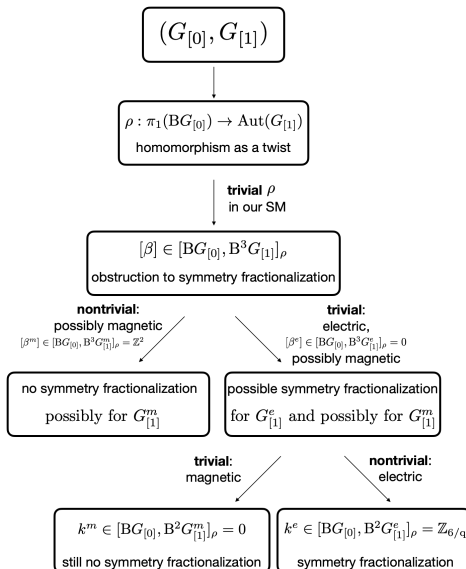 (G_{[0]}, G_{[1]})
ρ : π_1(BG_{[0]}) → Aut(G_{[1]})
homomorphism as a twist
trivial ρ
in our SM
[β] ∈ [BG_{[0]}, B^3G_{[1]}]_ρ
obstruction to symmetry fractionalization
nontrivial:
possibly magnetic
[β^m] ∈ [BG_{[0]}, B^3G^m_{[1]}]_ρ = ℤ^2
trivial:
electric,
[β^e] ∈ [BG_{[0]}, B^3G^e_{[1]}]_ρ = 0
possibly magnetic
no symmetry fractionalization
possibly for G^m_{[1]}
possible symmetry fractionalization
for G^e_{[1]} and possibly for G^m_{[1]}
trivial:
magnetic
nontrivial:
electric
k^m ∈ [BG_{[0]}, B^2G^m_{[1]}]_ρ = 0
still no symmetry fractionalization
k^e ∈ [BG_{[0]}, B^2G^e_{[1]}]_ρ = ℤ_{6/q}
symmetry fractionalization